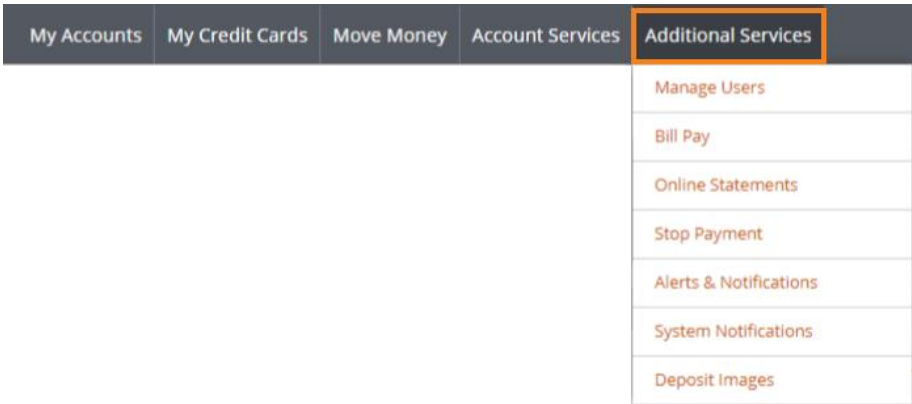 My Accounts My Credit Cards Move Money Account Services Additional Services
Manage Users
Bill Pay
Online Statements
Stop Payment
Alerts & Notifications
System Notifications
Deposit Images